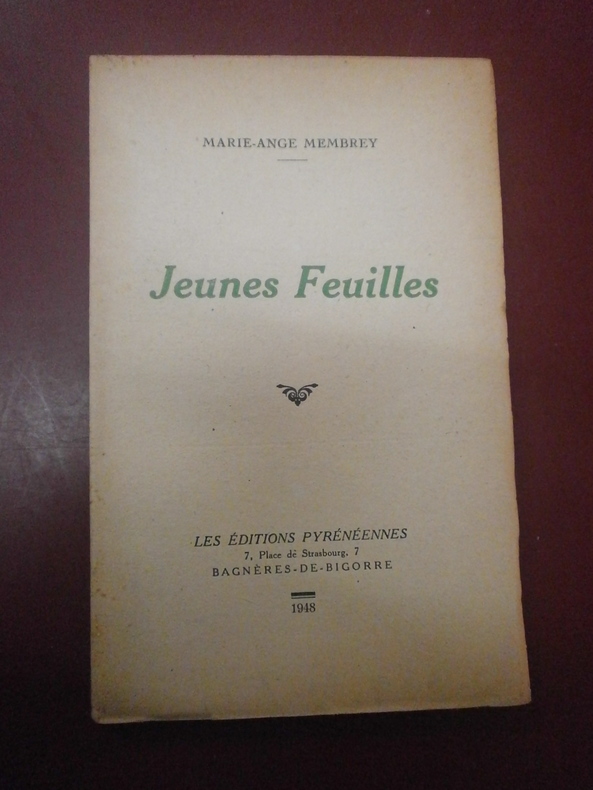 MARIE-ANGE MEMBREY
Jeunes Feuilles
LES ÉDITIONS PYRÉNÉENNES
7, Place de Strasbourg, 7
BAGNÈRES-DE-BIGORRE
1948